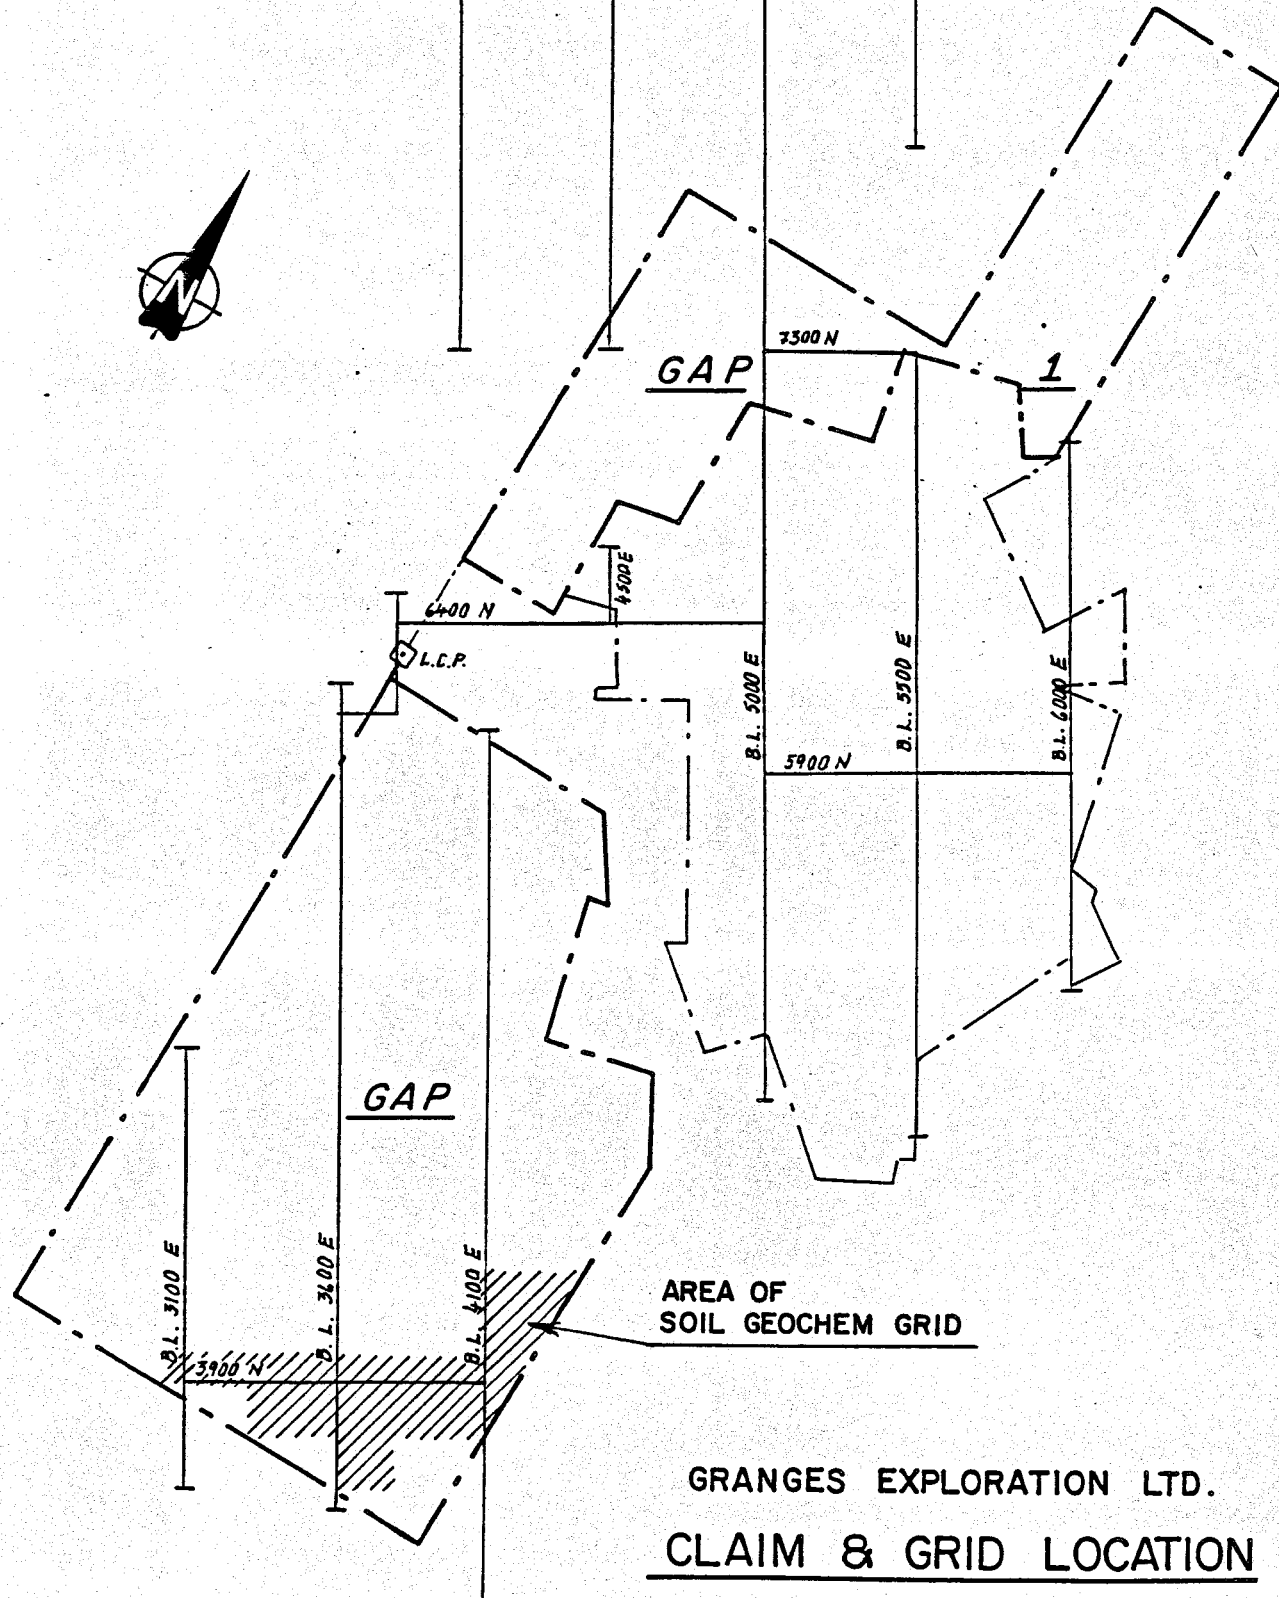 N
7300 N
GAP
1
4500 E
6400 N
L.C.P.
B.L. 5000 E
B.L. 5500 E
B.L. 6000 E
5900 N
GAP
B.L. 3100 E
B.L. 3600 E
B.L. 4100 E
AREA OF
SOIL GEOCHEM GRID
3900 N
GRANGES EXPLORATION LTD.
CLAIM & GRID LOCATION